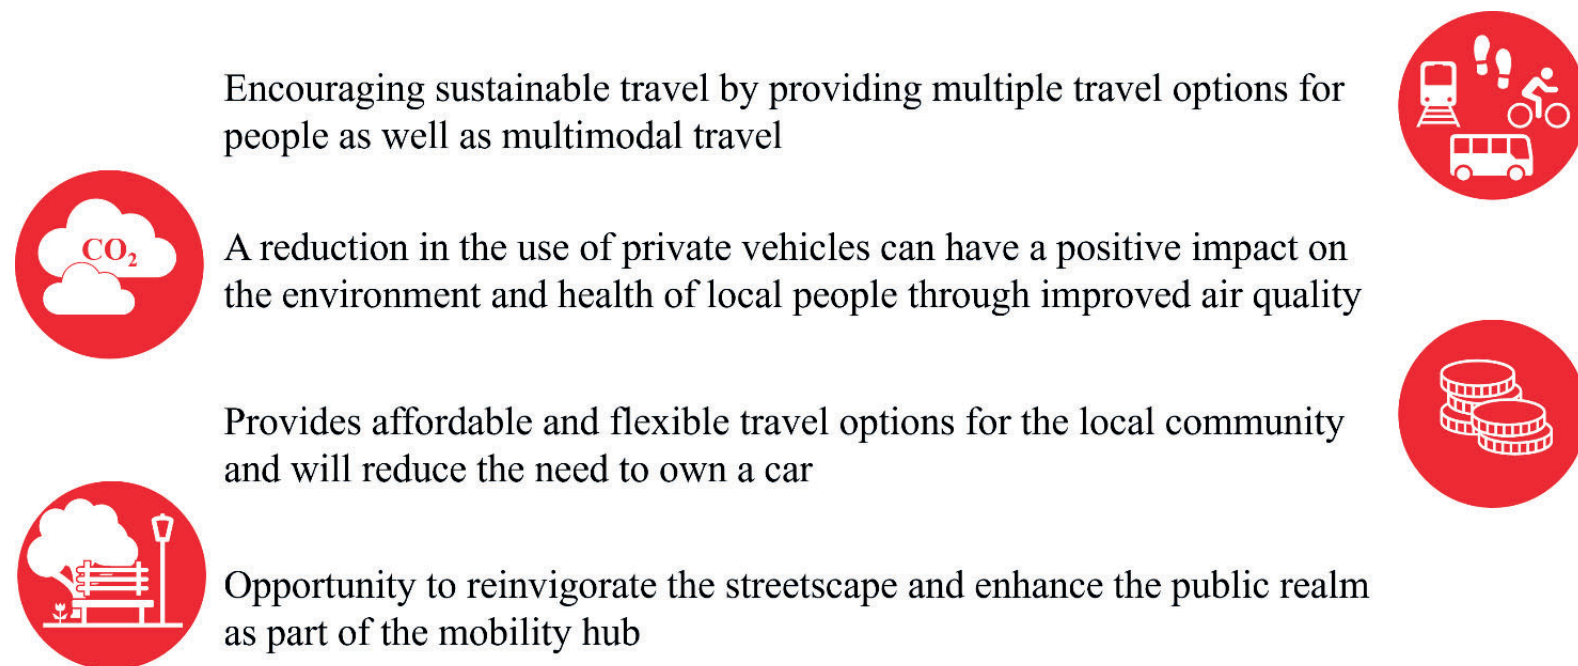 Encouraging sustainable travel by providing multiple travel options for
people as well as multimodal travel
CO₂
A reduction in the use of private vehicles can have a positive impact on
the environment and health of local people through improved air quality
Provides affordable and flexible travel options for the local community
and will reduce the need to own a car
Opportunity to reinvigorate the streetscape and enhance the public realm
as part of the mobility hub